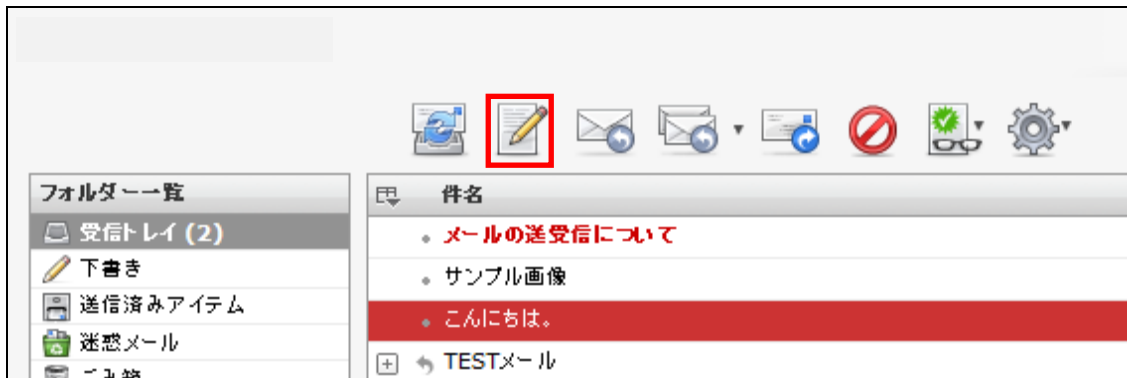 フォルダー一覧
件名
受信トレイ (2)
メールの送受信について
下書き
サンプル画像
送信済みアイテム
こんにちは。
迷惑メール
TESTメール
ごみ箱